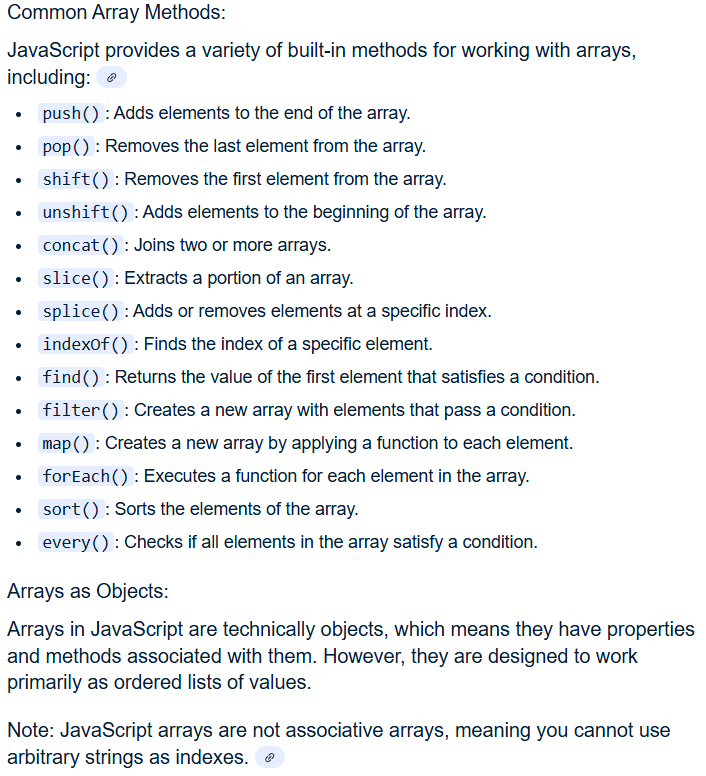 Common Array Methods:
JavaScript provides a variety of built-in methods for working with arrays,
including:
• push(): Adds elements to the end of the array.
• pop(): Removes the last element from the array.
• shift(): Removes the first element from the array.
• unshift(): Adds elements to the beginning of the array.
• concat(): Joins two or more arrays.
• slice(): Extracts a portion of an array.
• splice(): Adds or removes elements at a specific index.
• indexOf(): Finds the index of a specific element.
• find(): Returns the value of the first element that satisfies a condition.
• filter(): Creates a new array with elements that pass a condition.
• map(): Creates a new array by applying a function to each element.
• forEach(): Executes a function for each element in the array.
• sort(): Sorts the elements of the array.
• every(): Checks if all elements in the array satisfy a condition.
Arrays as Objects:
Arrays in JavaScript are technically objects, which means they have properties
and methods associated with them. However, they are designed to work
primarily as ordered lists of values.
Note: JavaScript arrays are not associative arrays, meaning you cannot use
arbitrary strings as indexes.